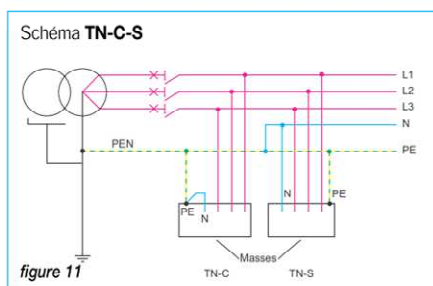 Schéma TN-C-S
L1
L2
L3
N
PEN
PE
PE
N
N
PE
Masses
TN-C
TN-S
figure 11